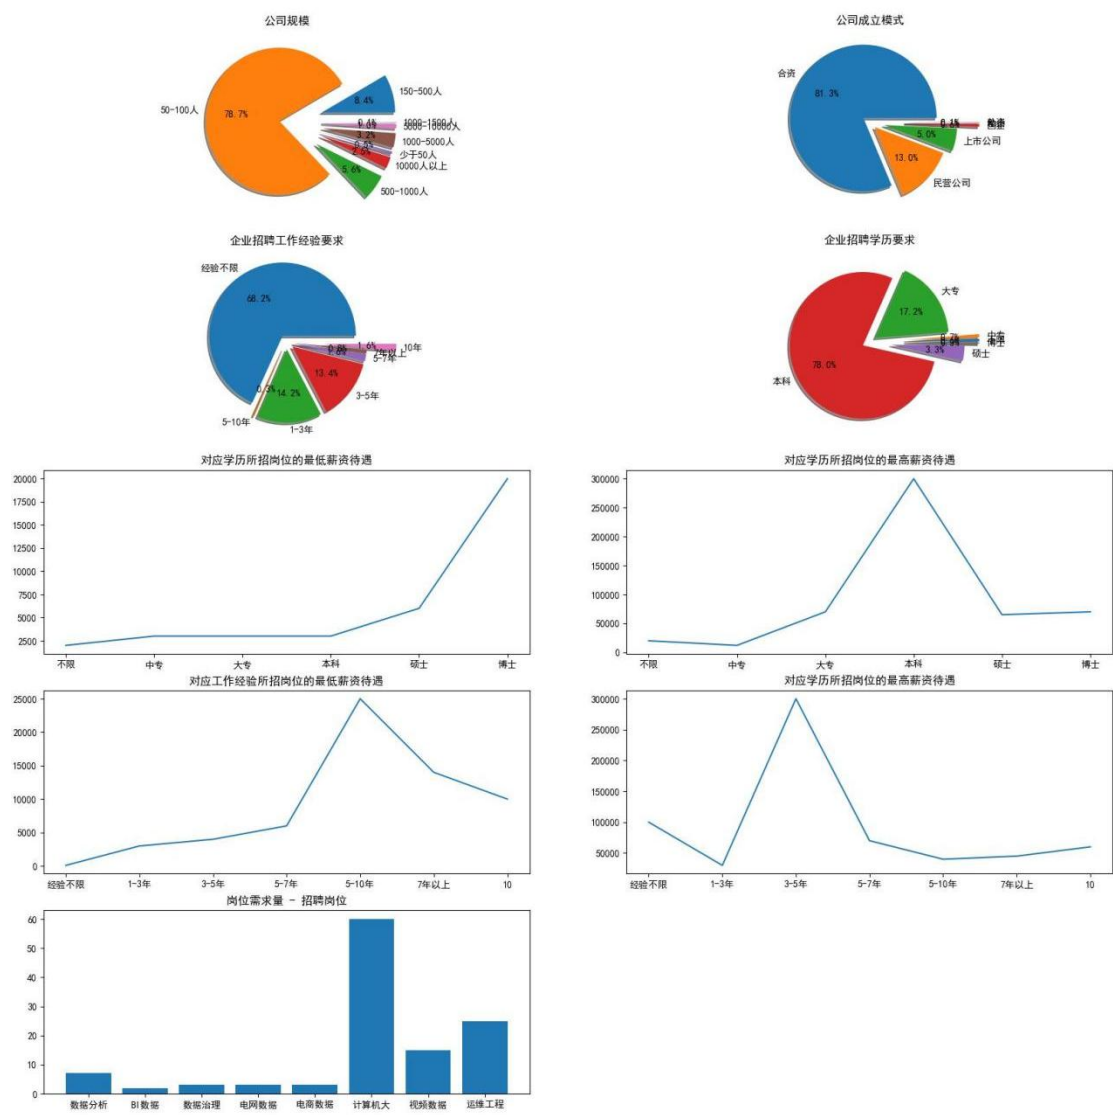 公司规模
50-100人
78.7%
150-500人
8.4%
1000-5000人
3.2%
少于50人
10000人以上
2.5%
500-1000人
5.6%
公司成立模式
合资
81.3%
上市公司
5.0%
民营公司
13.0%
企业招聘工作经验要求
经验不限
68.2%
1.6%
10年
5-7年
13.4%
3-5年
14.2%
1-3年
0.3%
5-10年
企业招聘学历要求
大专
17.2%
硕士
3.3%
本科
78.0%
对应学历所招岗位的最低薪资待遇
20000
17500
15000
12500
10000
7500
5000
2500
不限 中专 大专 本科 硕士 博士
对应学历所招岗位的最高薪资待遇
300000
250000
200000
150000
100000
50000
0
不限 中专 大专 本科 硕士 博士
对应工作经验所招岗位的最低薪资待遇
25000
20000
15000
10000
5000
0
经验不限 1-3年 3-5年 5-7年 5-10年 7年以上 10
对应学历所招岗位的最高薪资待遇
300000
250000
200000
150000
100000
50000
经验不限 1-3年 3-5年 5-7年 5-10年 7年以上 10
岗位需求量 - 招聘岗位
60
50
40
30
20
10
0
数据分析 BI数据 数据治理 电网数据 电商数据 计算机大 视频数据 运维工程